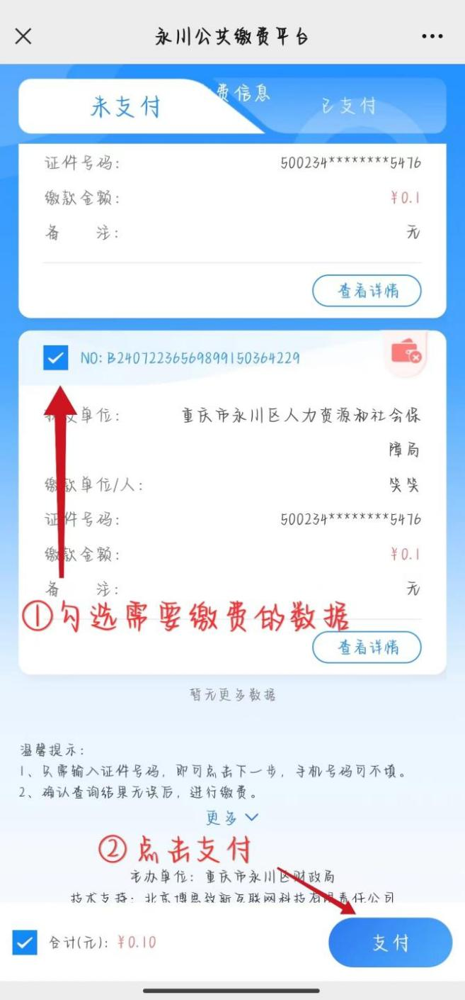 永川公共缴费平台
费信息
未支付
已支付
证件号码:
500234********5476
缴款金额:
¥0.1
备 注:
无
查看详情
NO: B2407223656989915036​4229
单位:
重庆市永川区人力资源和社会保
障局
缴款单位/人:
笑笑
证件号码:
500234********5476
缴款金额:
¥0.1
备 注:
无
①勾选需要缴费的数据
查看详情
暂无更多数据
温馨提示:
1、只需输入证件号码，即可点击下一步，手机号码可不填。
2、确认查询结果无误后，进行缴费。
更多
②点击支付
主办单位: 重庆市永川区财政局
技术支持: 北京博思致新互联网科技有限责任公司
合计(元): ¥0.10
支付